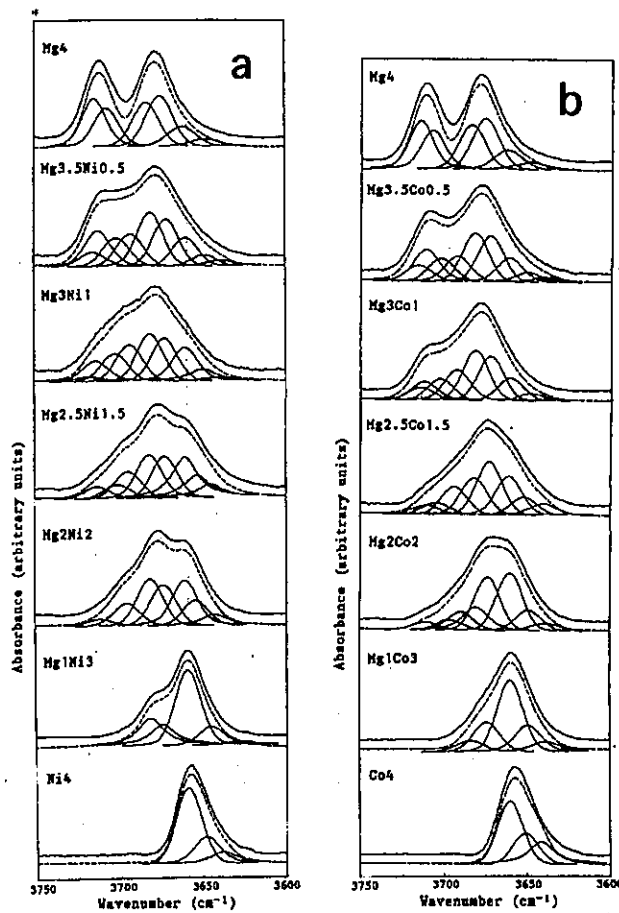 a
Mg4
Mg3.5Ni0.5
Mg3Ni1
Mg2.5Ni1.5
Mg2Ni2
Mg1Ni3
Ni4
Absorbance (arbitrary units)
3750 3700 3650 3600
Wavenumber (cm⁻¹)
b
Mg4
Mg3.5Co0.5
Mg3Co1
Mg2.5Co1.5
Mg2Co2
Mg1Co3
Co4
Absorbance (arbitrary units)
3750 3700 3650 3600
Wavenumber (cm⁻¹)